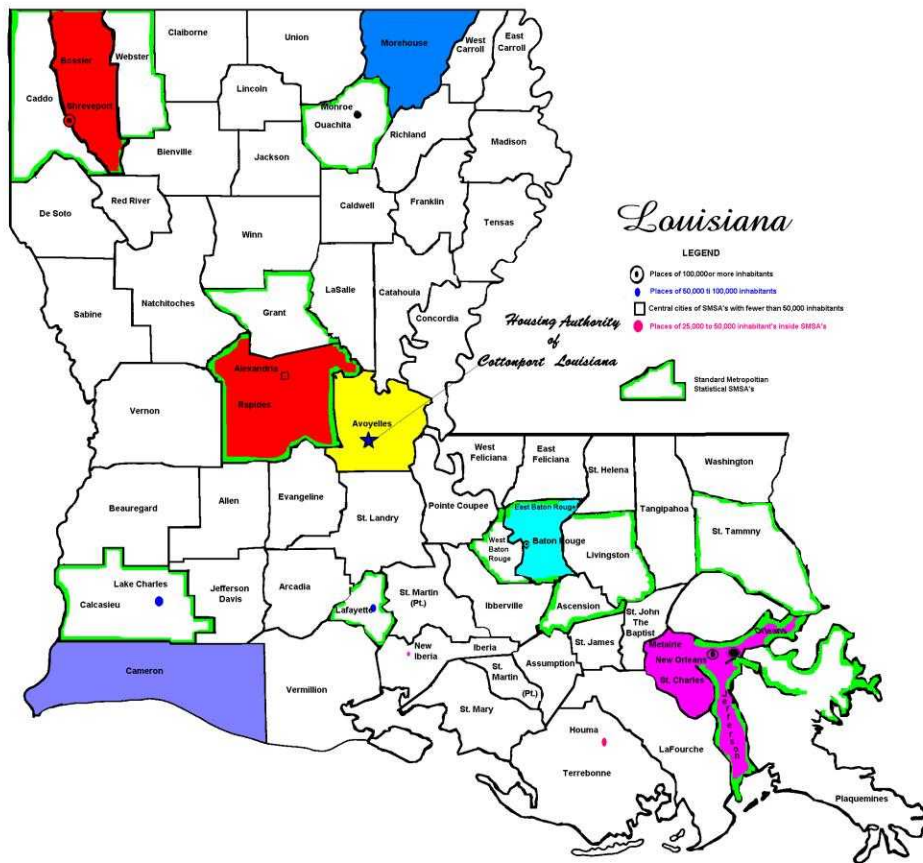 Claiborne
Union
Morehouse
West
Carroll
East
Carroll
Bossier
Webster
Lincoln
Caddo
Shreveport
Monroe
Ouachita
Richland
Madison
Bienville
Jackson
Red River
De Soto
Caldwell
Franklin
Tensas
Winn
Louisiana
LEGEND
Places of 100,000or more inhabitants
Places of 50,000 ti 100,000 inhabitants
Central cities of SMSA's with fewer than 50,000 inhabitants
Places of 25,000 to 50,000 inhabitant's inside SMSA's
Standard Metropoltian
Statistical SMSA's
Sabine
Natchitoches
Grant
LaSalle
Catahoula
Concordia
Housing Authority
of
Cottonport Louisiana
Alexandria
Rapides
Vernon
Avoyelles
West
Feliciana
East
Feliciana
St. Helena
Washington
Beauregard
Allen
Evangeline
St. Landry
Pointe Coupee
East Baton Rouge
Tangipahoa
St. Tammny
West
Baton
Rouge
Baton Rouge
Livingston
Lake Charles
Calcasieu
Jefferson
Davis
Arcadia
Lafayette
St. Martin
(Pt.)
Ibberville
Ascension
St. John
The
Baptist
Orleans
New
Iberia
Iberia
St. James
Metairie
New Orleans
St. Charles
Cameron
Vermillion
St.
Martin
(Pt.)
Assumption
St. Mary
Jefferson
Houma
Terrebonne
LaFourche
Plaquemines